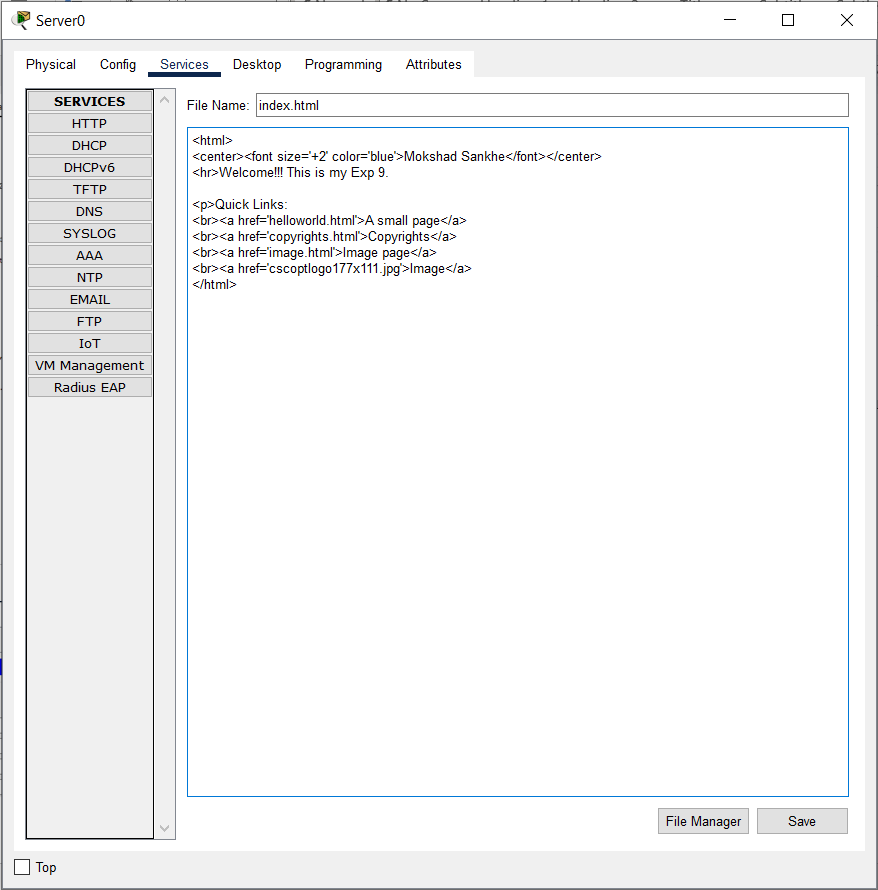 Server0
Physical Config Services Desktop Programming Attributes
SERVICES
HTTP
DHCP
DHCPv6
TFTP
DNS
SYSLOG
AAA
NTP
EMAIL
FTP
IoT
VM Management
Radius EAP
File Name: index.html
<html>
<center><font size='+2' color='blue'>Mokshad Sankhe</font></center>
<hr>Welcome!!! This is my Exp 9.
<p>Quick Links:
<br><a href='helloworld.html'>A small page</a>
<br><a href='copyrights.html'>Copyrights</a>
<br><a href='image.html'>Image page</a>
<br><a href='cscoptlogo177x111.jpg'>Image</a>
</html>
File Manager Save
Top